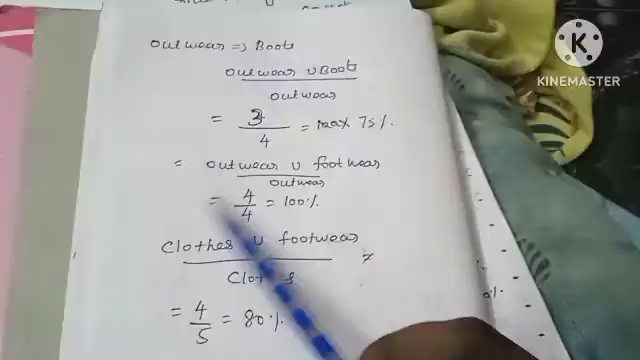 Outwear => Boots
Outwear ∪ Boots
Outwear
= 3
4
= max 75%.
= Outwear ∪ footwear
Outwear
= 4
4
= 100%
Clothes ∪ footwear
Clothes
= 4
5
= 80%
K
KINEMASTER